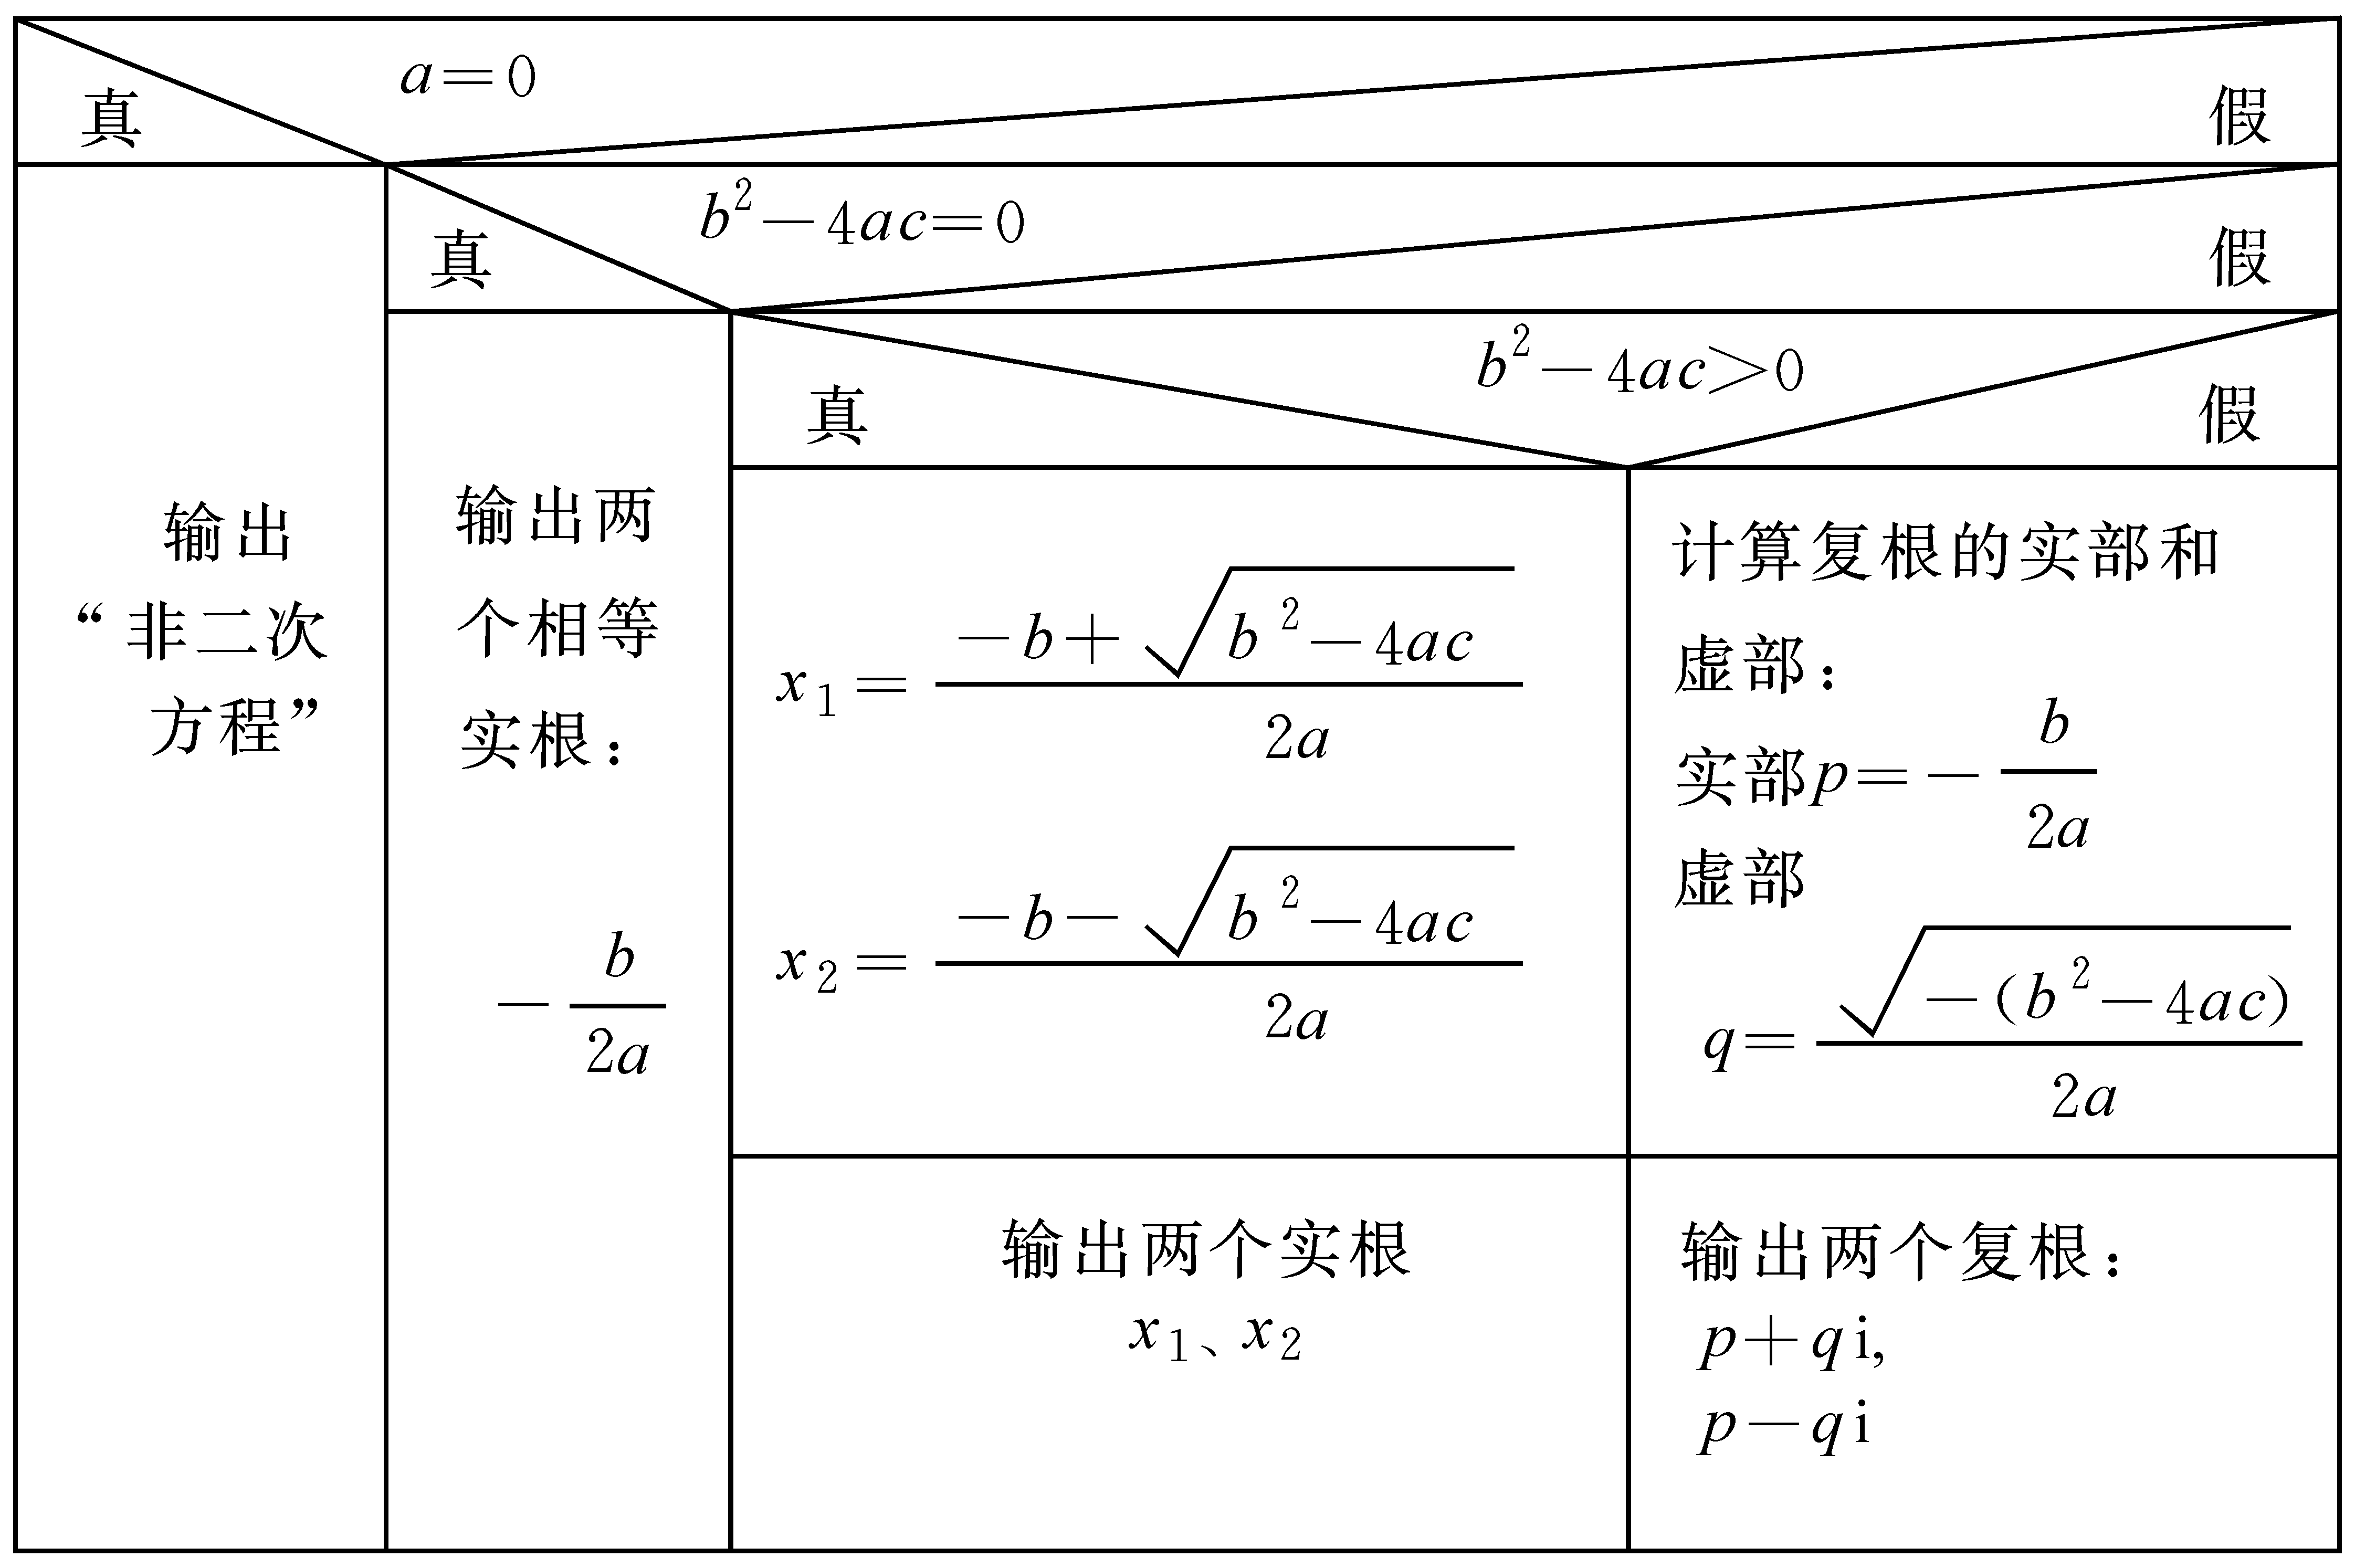 a=0
真
假
b²-4ac=0
真
假
b²-4ac>0
真
假
输出
“非二次
方程”
输出两
个相等
实根：
-b/2a
x₁=(-b+√(b²-4ac))/2a
x₂=(-b-√(b²-4ac))/2a
输出两个实根
x₁、x₂
计算复根的实部和
虚部：
实部p=-b/2a
虚部
q=√(-(b²-4ac))/2a
输出两个复根：
p+qi,
p-qi